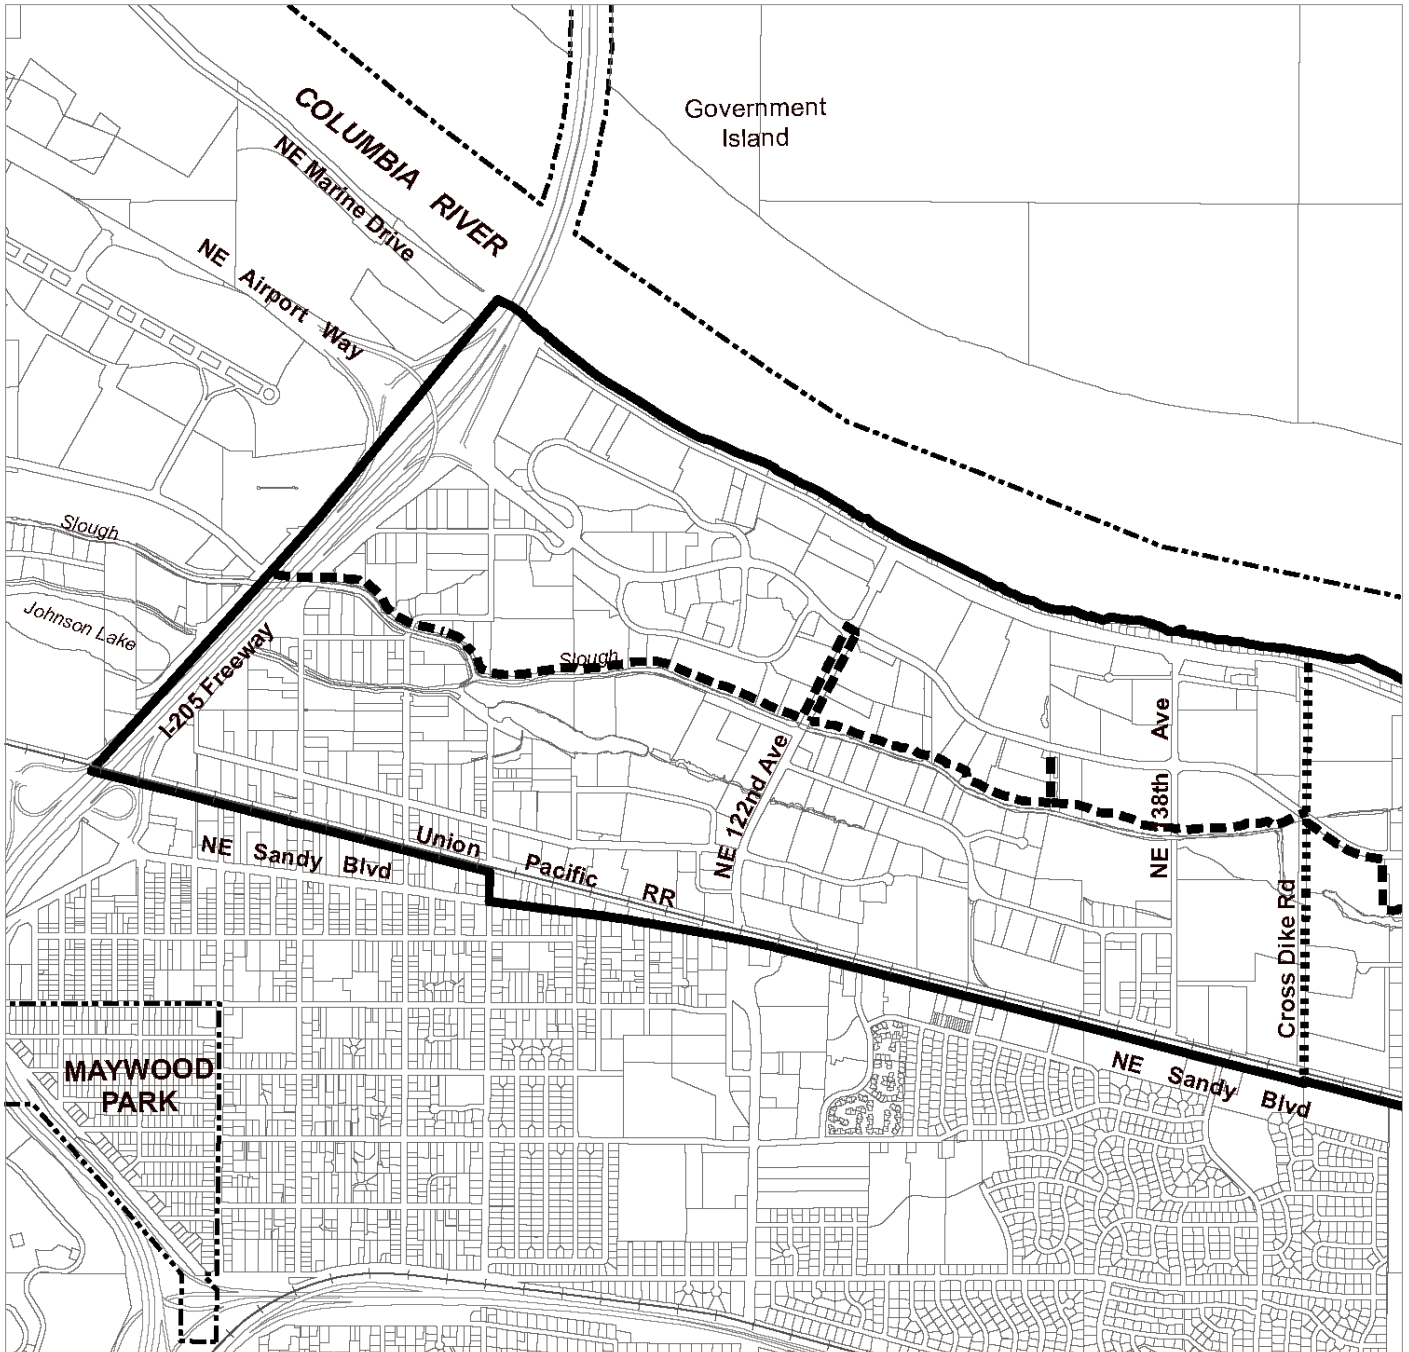 Government
Island
COLUMBIA RIVER
NE Marine Drive
NE Airport Way
Slough
Johnson Lake
I-205 Freeway
Slough
NE 122nd Ave
NE 138th Ave
Cross Dike Rd
NE Sandy Blvd
Union Pacific RR
NE Sandy Blvd
MAYWOOD
PARK